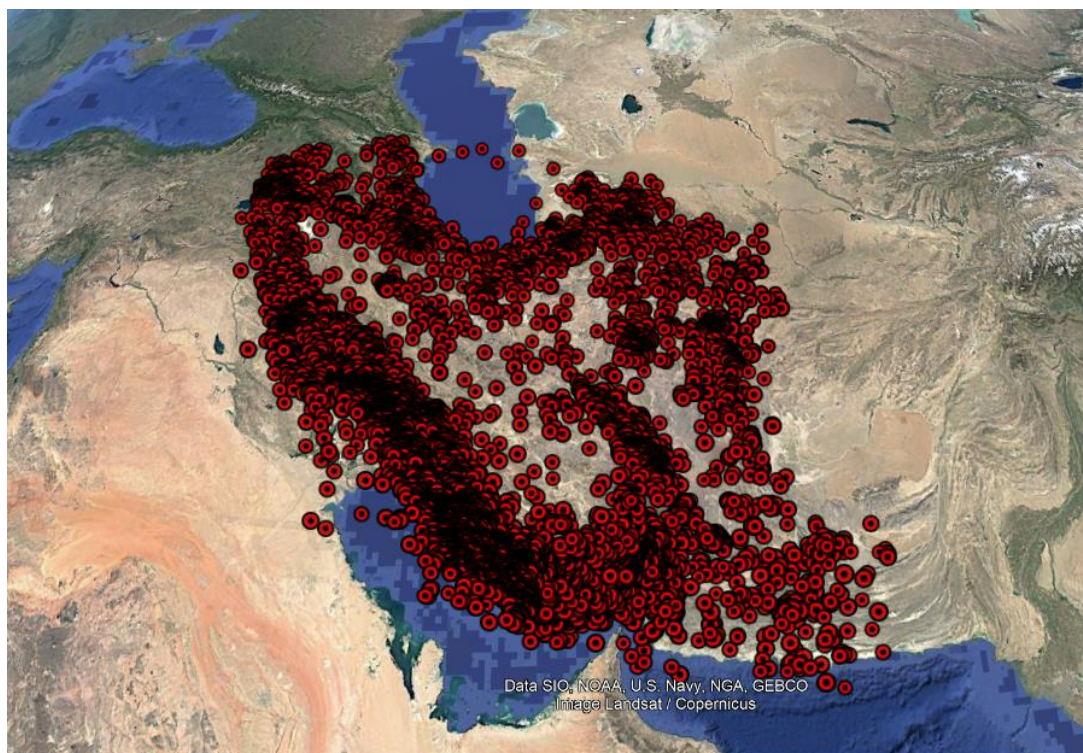 Data SIO, NOAA, U.S. Navy, NGA, GEBCO
Image Landsat / Copernicus